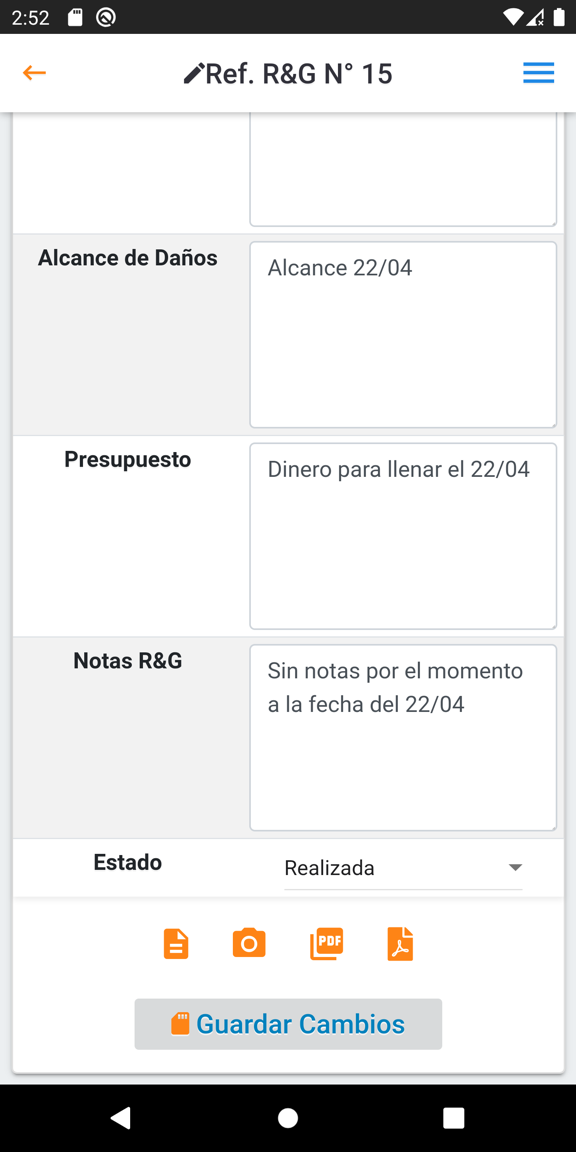 2:52
Ref. R&G N° 15
Alcance de Daños
Alcance 22/04
Presupuesto
Dinero para llenar el 22/04
Notas R&G
Sin notas por el momento
a la fecha del 22/04
Estado
Realizada
PDF
Guardar Cambios